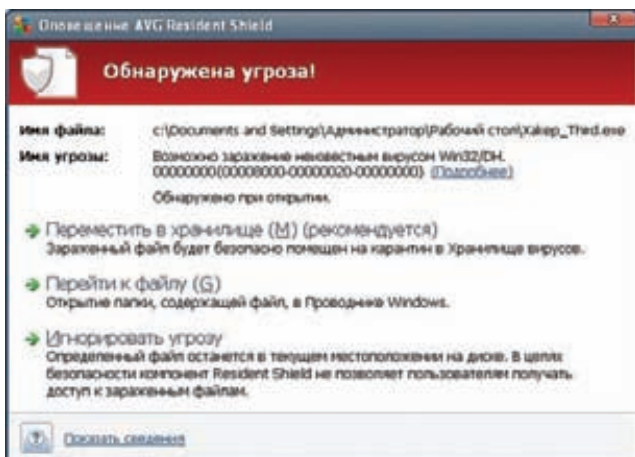 Оповещение AVG Resident Shield
Обнаружена угроза!
Имя файла: c:\Documents and Settings\Администратор\Рабочий стол\Xakep_Third.exe
Имя угрозы: Возможно заражение неизвестным вирусом Win32/DH.
00000000{00008000-00000020-00000000} (Подробнее)
Обнаружено при открытии.
Переместить в хранилище (M) (рекомендуется)
Зараженный файл будет безопасно помещен на карантин в Хранилище вирусов.
Перейти к файлу (G)
Открытие папки, содержащей файл, в Проводнике Windows.
Игнорировать угрозу
Определенный файл останется в текущем местоположении на диске. В целях
безопасности компонент Resident Shield не позволяет пользователям получать
доступ к зараженным файлам.
Показать сведения